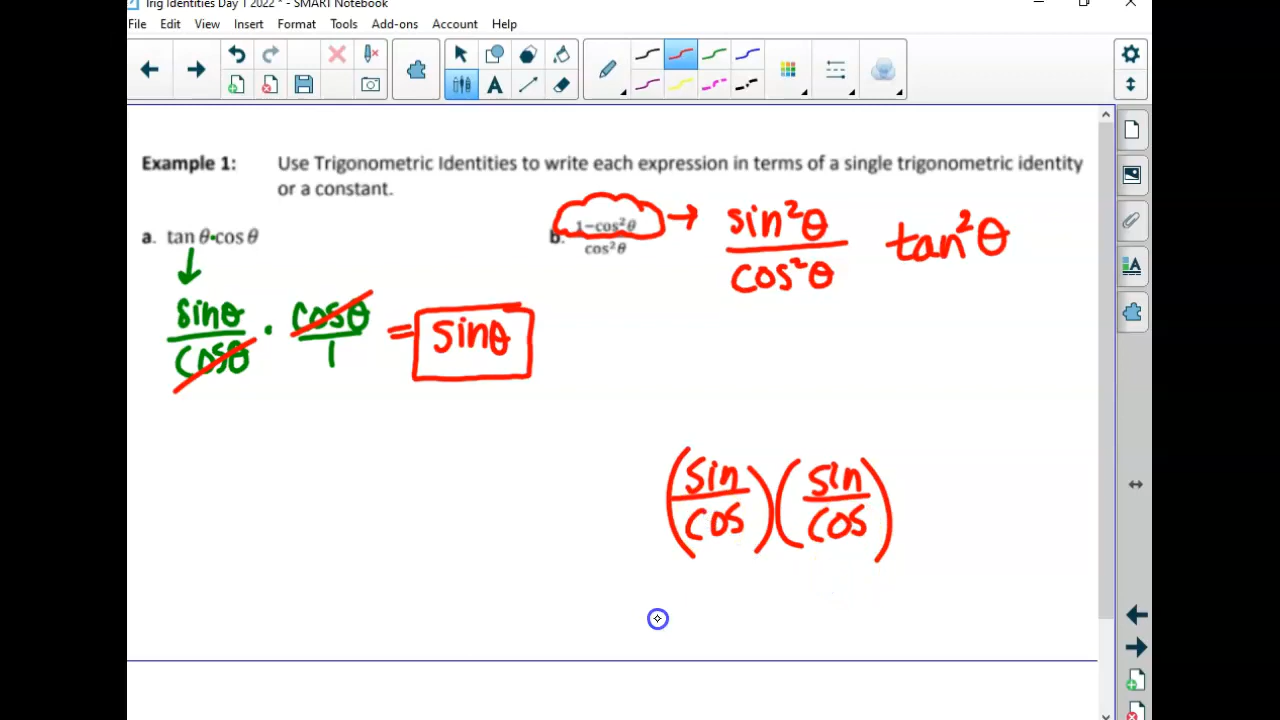 Trig Identities Day 1 2022 * - SMART Notebook
File Edit View Insert Format Tools Add-ons Account Help
Example 1: Use Trigonometric Identities to write each expression in terms of a single trigonometric identity
or a constant.
a. tan θ•cos θ
b. 1−cos²θ / cos²θ → sin²θ / cos²θ tan²θ
sinθ / cosθ · cosθ / 1 = sinθ
(sin / cos)(sin / cos)